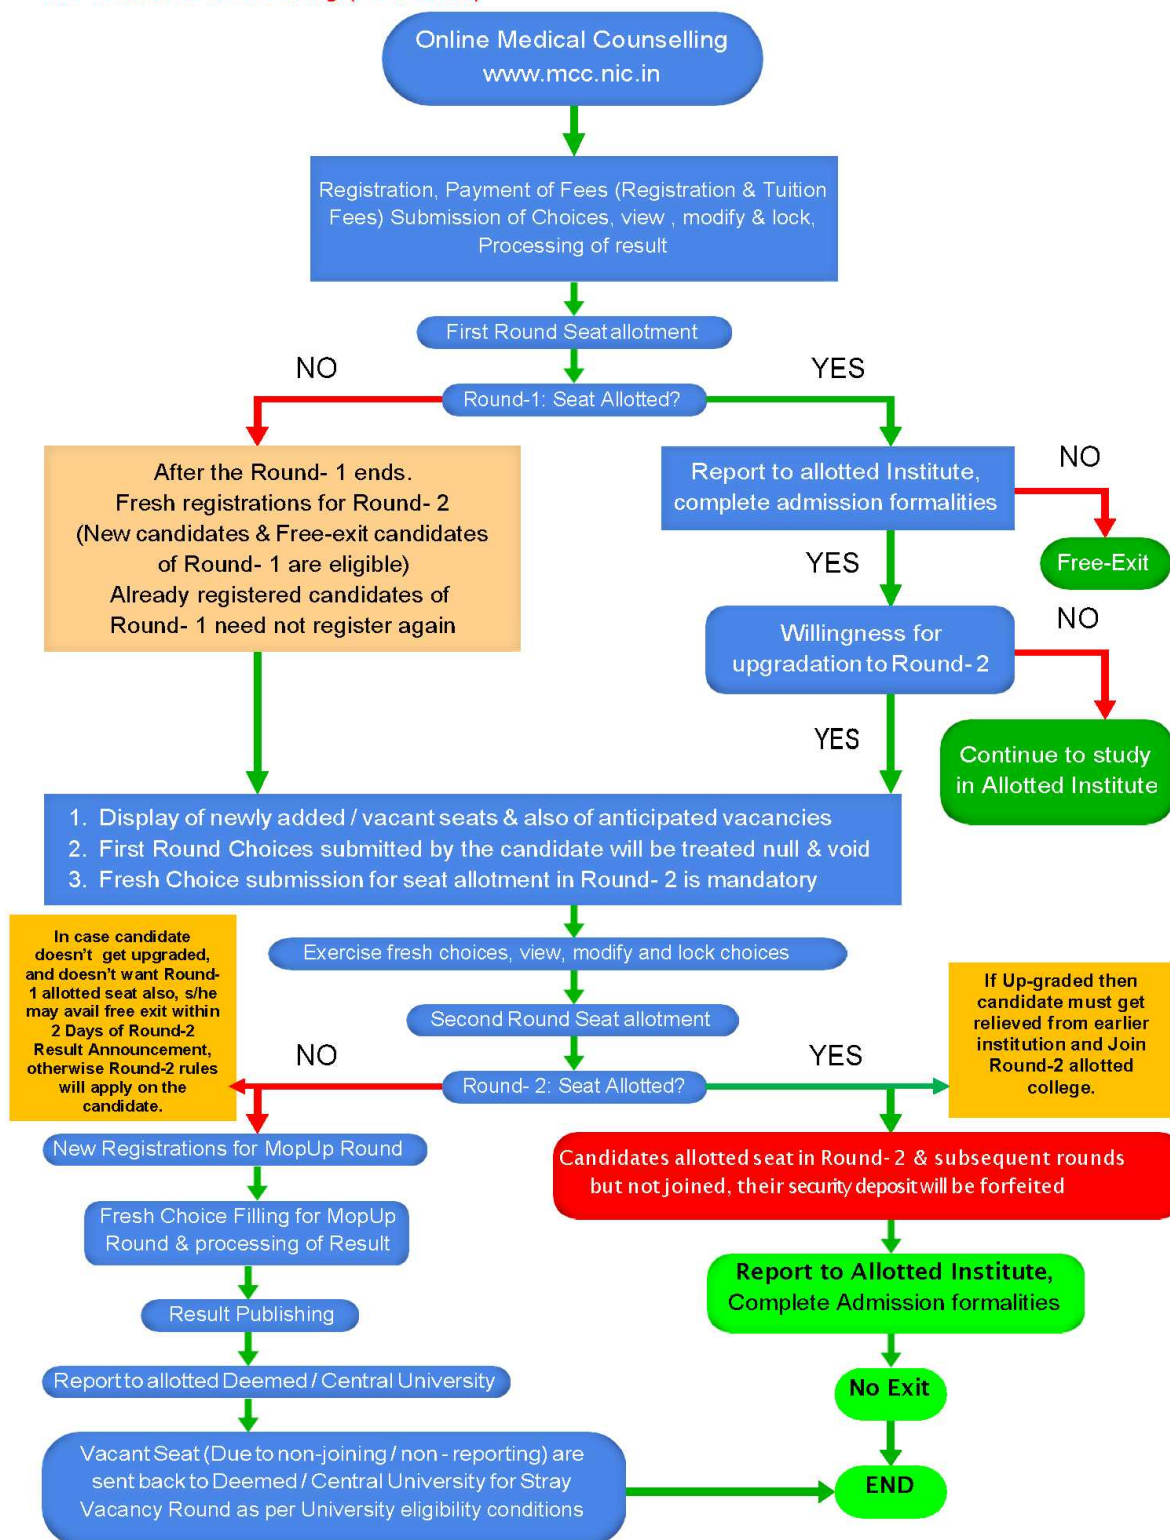 Online Medical Counselling
www.mcc.nic.in
Registration, Payment of Fees (Registration & Tuition
Fees) Submission of Choices, view , modify & lock,
Processing of result
First Round Seat allotment
NO
YES
Round-1: Seat Allotted?
After the Round- 1 ends.
Fresh registrations for Round- 2
(New candidates & Free-exit candidates
of Round- 1 are eligible)
Already registered candidates of
Round- 1 need not register again
Report to allotted Institute,
complete admission formalities
NO
YES
Free-Exit
Willingness for
upgradation to Round- 2
NO
YES
Continue to study
in Allotted Institute
1. Display of newly added / vacant seats & also of anticipated vacancies
2. First Round Choices submitted by the candidate will be treated null & void
3. Fresh Choice submission for seat allotment in Round- 2 is mandatory
In case candidate
doesn't get upgraded,
and doesn't want Round-
1 allotted seat also, s/he
may avail free exit within
2 Days of Round-2
Result Announcement,
otherwise Round-2 rules
will apply on the
candidate.
Exercise fresh choices, view, modify and lock choices
Second Round Seat allotment
If Up-graded then
candidate must get
relieved from earlier
institution and Join
Round-2 allotted
college.
NO
YES
Round- 2: Seat Allotted?
New Registrations for MopUp Round
Candidates allotted seat in Round- 2 & subsequent rounds
but not joined, their security deposit will be forfeited
Fresh Choice Filling for MopUp
Round & processing of Result
Report to Allotted Institute,
Complete Admission formalities
Result Publishing
Report to allotted Deemed / Central University
No Exit
Vacant Seat (Due to non-joining / non - reporting) are
sent back to Deemed / Central University for Stray
Vacancy Round as per University eligibility conditions
END